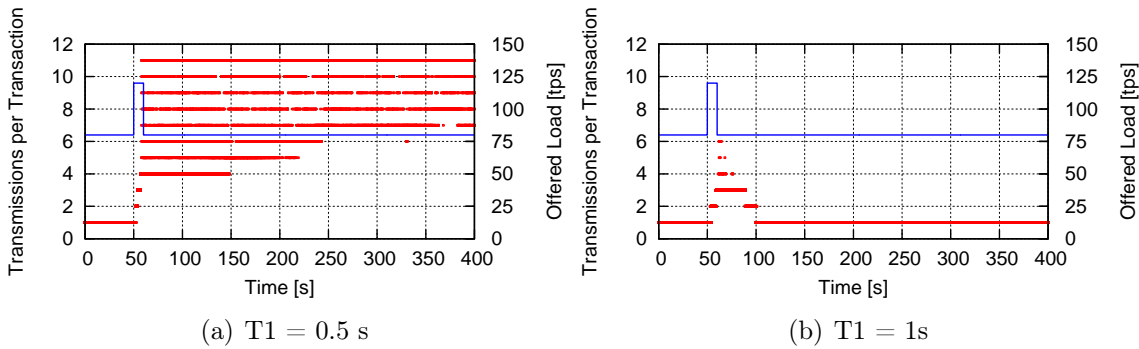 Transmissions per Transaction
12
10
8
6
4
2
0
150
125
100
75
50
25
0
Offered Load [tps]
0 50 100 150 200 250 300 350 400
Time [s]
(a) T1 = 0.5 s
Transmissions per Transaction
12
10
8
6
4
2
0
150
125
100
75
50
25
0
Offered Load [tps]
0 50 100 150 200 250 300 350 400
Time [s]
(b) T1 = 1s